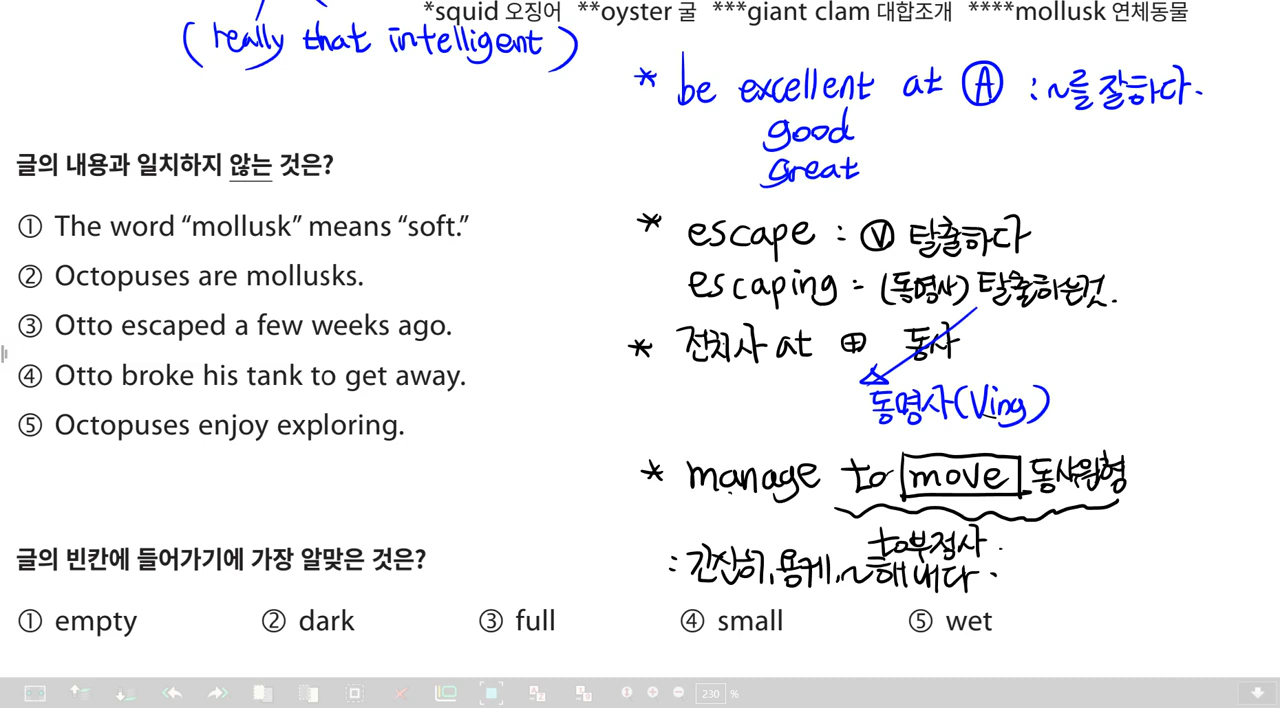 *squid 오징어 **oyster 굴 ***giant clam 대합조개 ****mollusk 연체동물
(really that intelligent)
* be excellent at Ⓐ : ~를 잘하다.
good
great
글의 내용과 일치하지 않는 것은?
① The word “mollusk” means “soft.”
② Octopuses are mollusks.
③ Otto escaped a few weeks ago.
④ Otto broke his tank to get away.
⑤ Octopuses enjoy exploring.
* escape : Ⓥ 탈출하다
escaping : (동명사) 탈출하는것.
* 전치사 at ⊕ 동사
동명사(Ving)
* manage to move 동사원형
to부정사.
: 간신히, 용케, ~해내다.
글의 빈칸에 들어가기에 가장 알맞은 것은?
① empty ② dark ③ full ④ small ⑤ wet
230 %